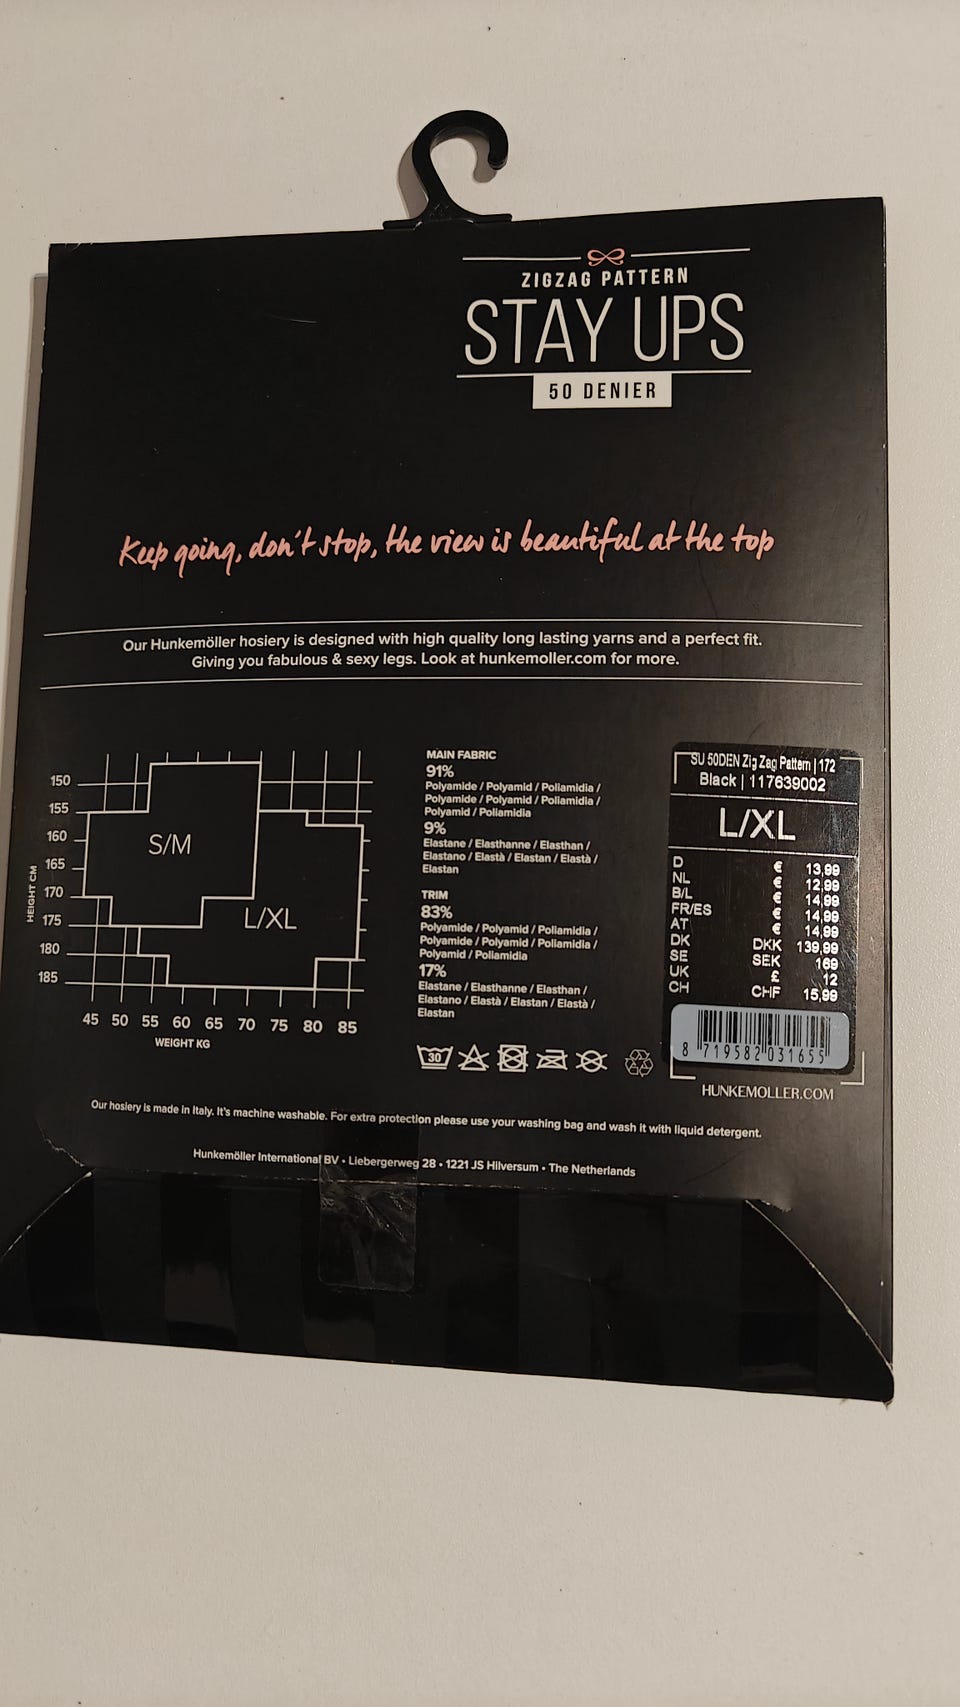 ZIGZAG PATTERN
STAY UPS
50 DENIER
Keep going, don't stop, the view is beautiful at the top
Our Hunkemöller hosiery is designed with high quality long lasting yarns and a perfect fit.
Giving you fabulous & sexy legs. Look at hunkemoller.com for more.
HEIGHT CM
150
155
160
165
170
175
180
185
S/M
L/XL
45 50 55 60 65 70 75 80 85
WEIGHT KG
MAIN FABRIC
91%
Polyamide / Polyamid / Poliamidia /
Polyamide / Polyamid / Poliamidia /
Polyamid / Poliamidia
9%
Elastane / Elasthanne / Elasthan /
Elastano / Elastà / Elastan / Elastà /
Elastan
TRIM
83%
Polyamide / Polyamid / Poliamidia /
Polyamide / Polyamid / Poliamidia /
Polyamid / Poliamidia
17%
Elastane / Elasthanne / Elasthan /
Elastano / Elastà / Elastan / Elastà /
Elastan
30
SU 50DEN Zig Zag Pattern | 172
Black | 117639002
L/XL
D € 13,99
NL € 12,99
B/L € 14,99
FR/ES € 14,99
AT € 14,99
DK DKK 139,99
SE SEK 169
UK £ 12
CH CHF 15,99
8 719582 031655
HUNKEMOLLER.COM
Our hosiery is made in Italy. It's machine washable. For extra protection please use your washing bag and wash it with liquid detergent.
Hunkemöller International BV • Liebergerweg 28 • 1221 JS Hilversum • The Netherlands